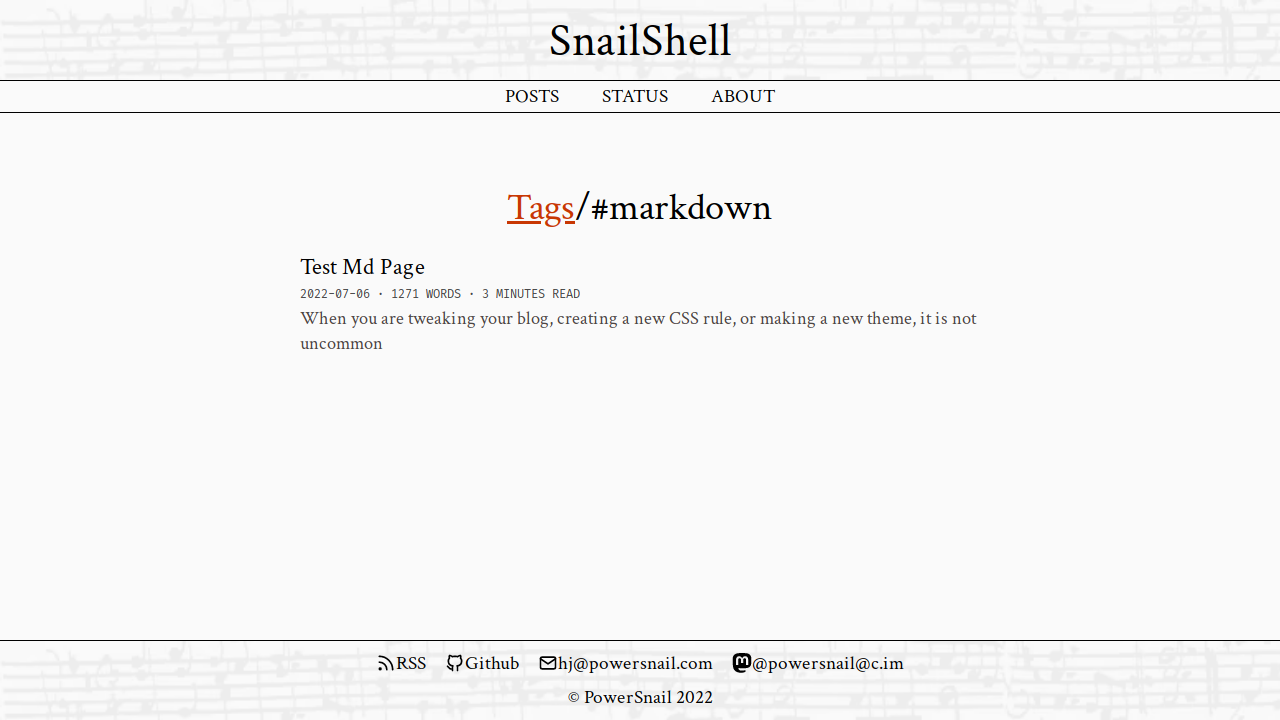 SnailShell
POSTS STATUS ABOUT
Tags/#markdown
Test Md Page
2022-07-06 · 1271 WORDS · 3 MINUTES READ
When you are tweaking your blog, creating a new CSS rule, or making a new theme, it is not
uncommon
RSS Github hj@powersnail.com @powersnail@c.im
© PowerSnail 2022